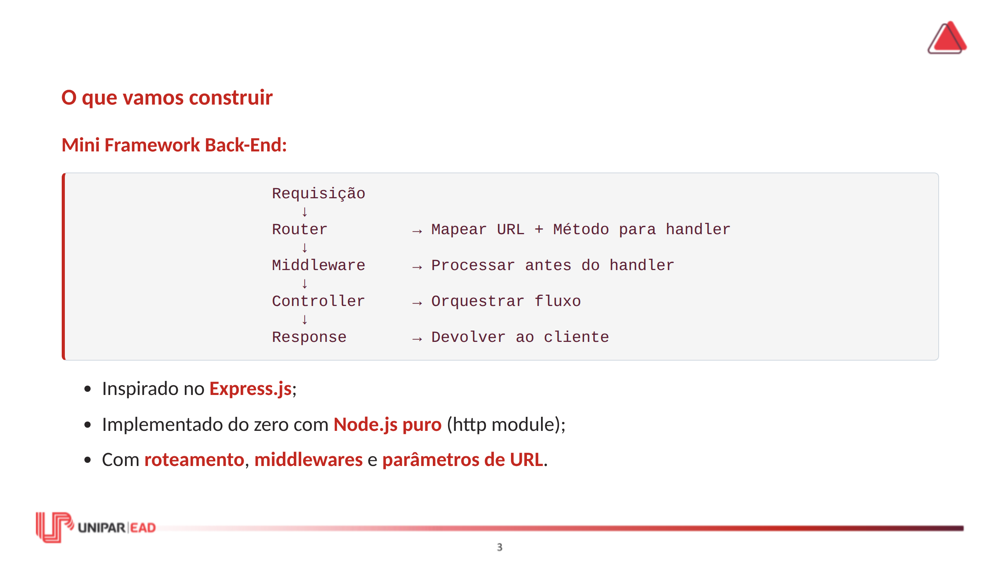 O que vamos construir
Mini Framework Back-End:
Requisição
↓
Router → Mapear URL + Método para handler
↓
Middleware → Processar antes do handler
↓
Controller → Orquestrar fluxo
↓
Response → Devolver ao cliente
• Inspirado no Express.js;
• Implementado do zero com Node.js puro (http module);
• Com roteamento, middlewares e parâmetros de URL.
UNIPAR|EAD
3